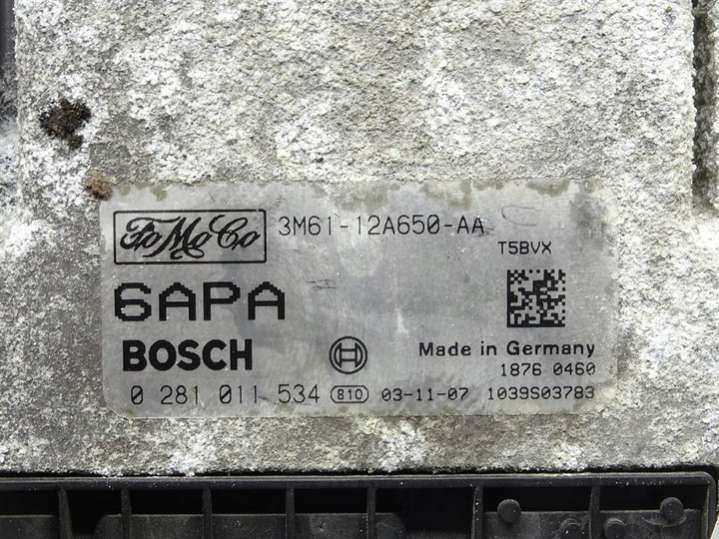 FoMoCo 3M61-12A650-AA
T5BVX
6APA
BOSCH Made in Germany
1876 0460
0 281 011 534 810 03-11-07 1039S03783